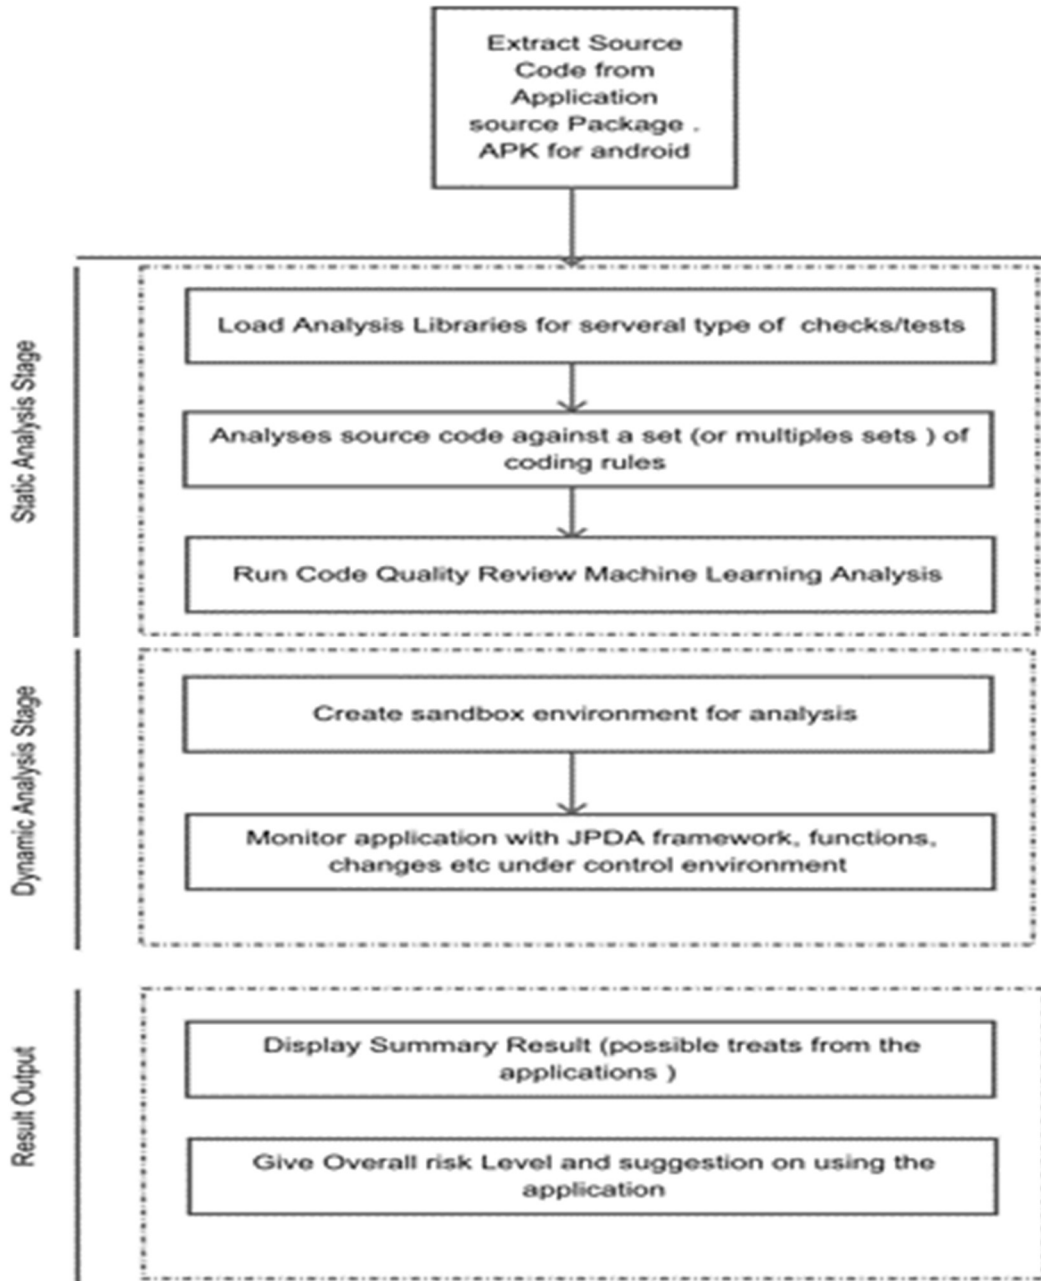 Extract Source
Code from
Application
source Package .
APK for android
Static Analysis Stage
Load Analysis Libraries for serveral type of checks/tests
Analyses source code against a set (or multiples sets ) of
coding rules
Run Code Quality Review Machine Learning Analysis
Dynamic Analysis Stage
Create sandbox environment for analysis
Monitor application with JPDA framework, functions,
changes etc under control environment
Result Output
Display Summary Result (possible treats from the
applications )
Give Overall risk Level and suggestion on using the
application